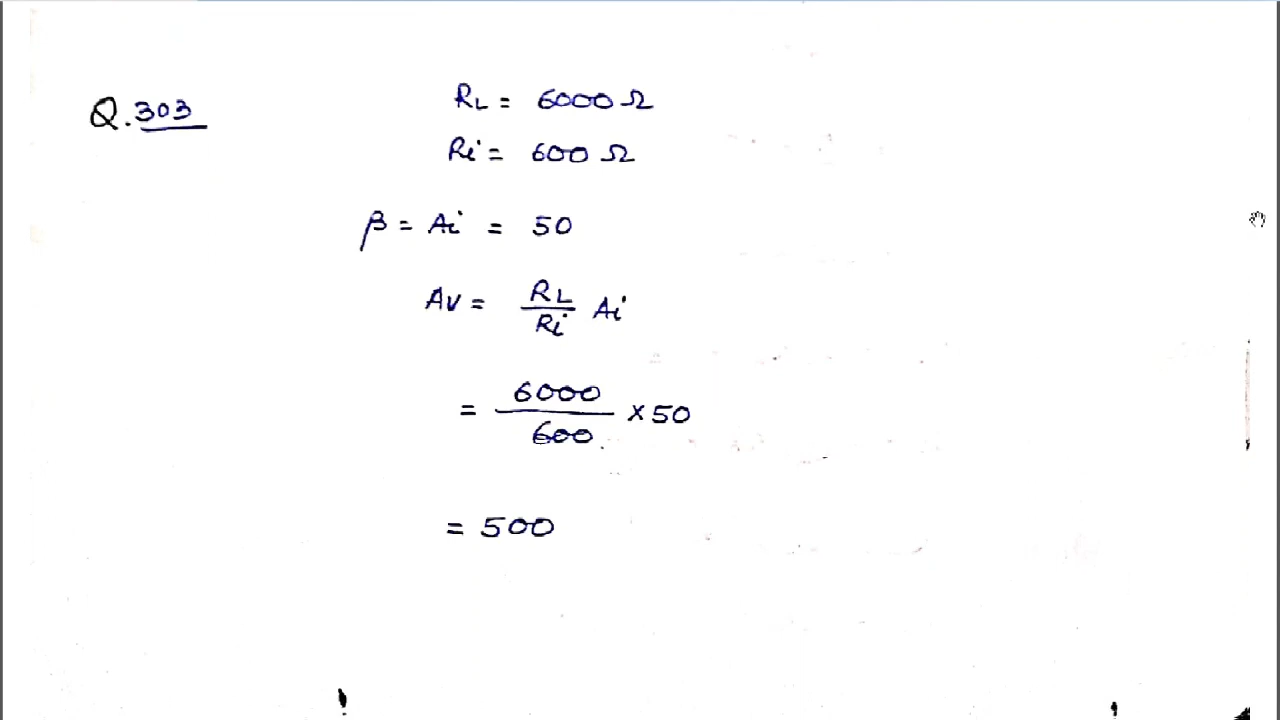 Q.303
RL = 6000 Ω
Ri = 600 Ω
β = Ai = 50
AV = RL/Ri Ai
= 6000/600 × 50
= 500